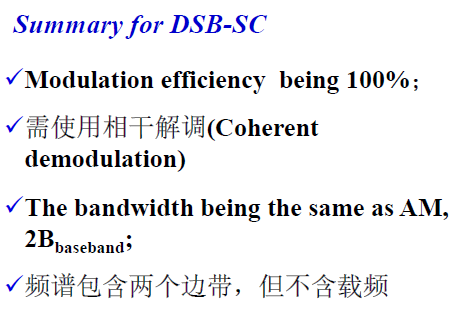 Summary for DSB-SC
✓Modulation efficiency being 100%；
✓需使用相干解调(Coherent
demodulation)
✓The bandwidth being the same as AM,
2Bbaseband;
✓频谱包含两个边带，但不含载频